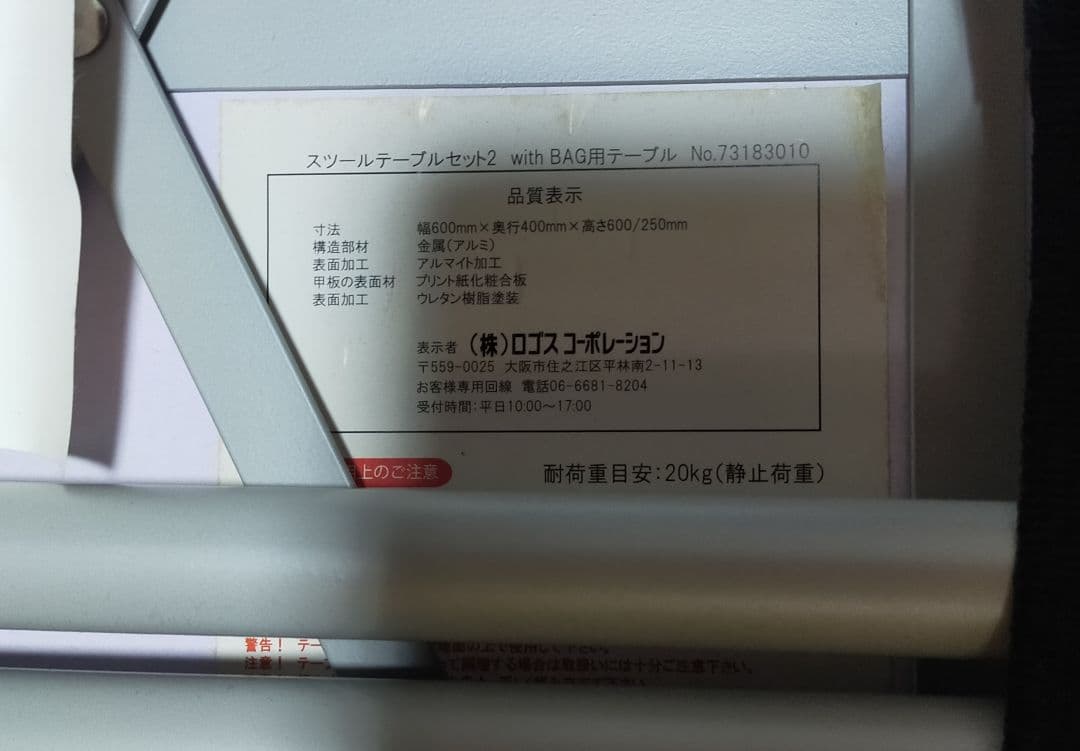 スツールテーブルセット2 with BAG用テーブル No.73183010
品質表示
寸法 幅600mm×奥行400mm×高さ600/250mm
構造部材 金属(アルミ)
表面加工 アルマイト加工
甲板の表面材 プリント紙化粧合板
表面加工 ウレタン樹脂塗装
表示者 (株)ロゴス コーポレーション
〒559-0025 大阪市住之江区平林南2-11-13
お客様専用回線 電話06-6681-8204
受付時間:平日10:00～17:00
上のご注意 耐荷重目安:20kg(静止荷重)
警告! テー
注意! テー